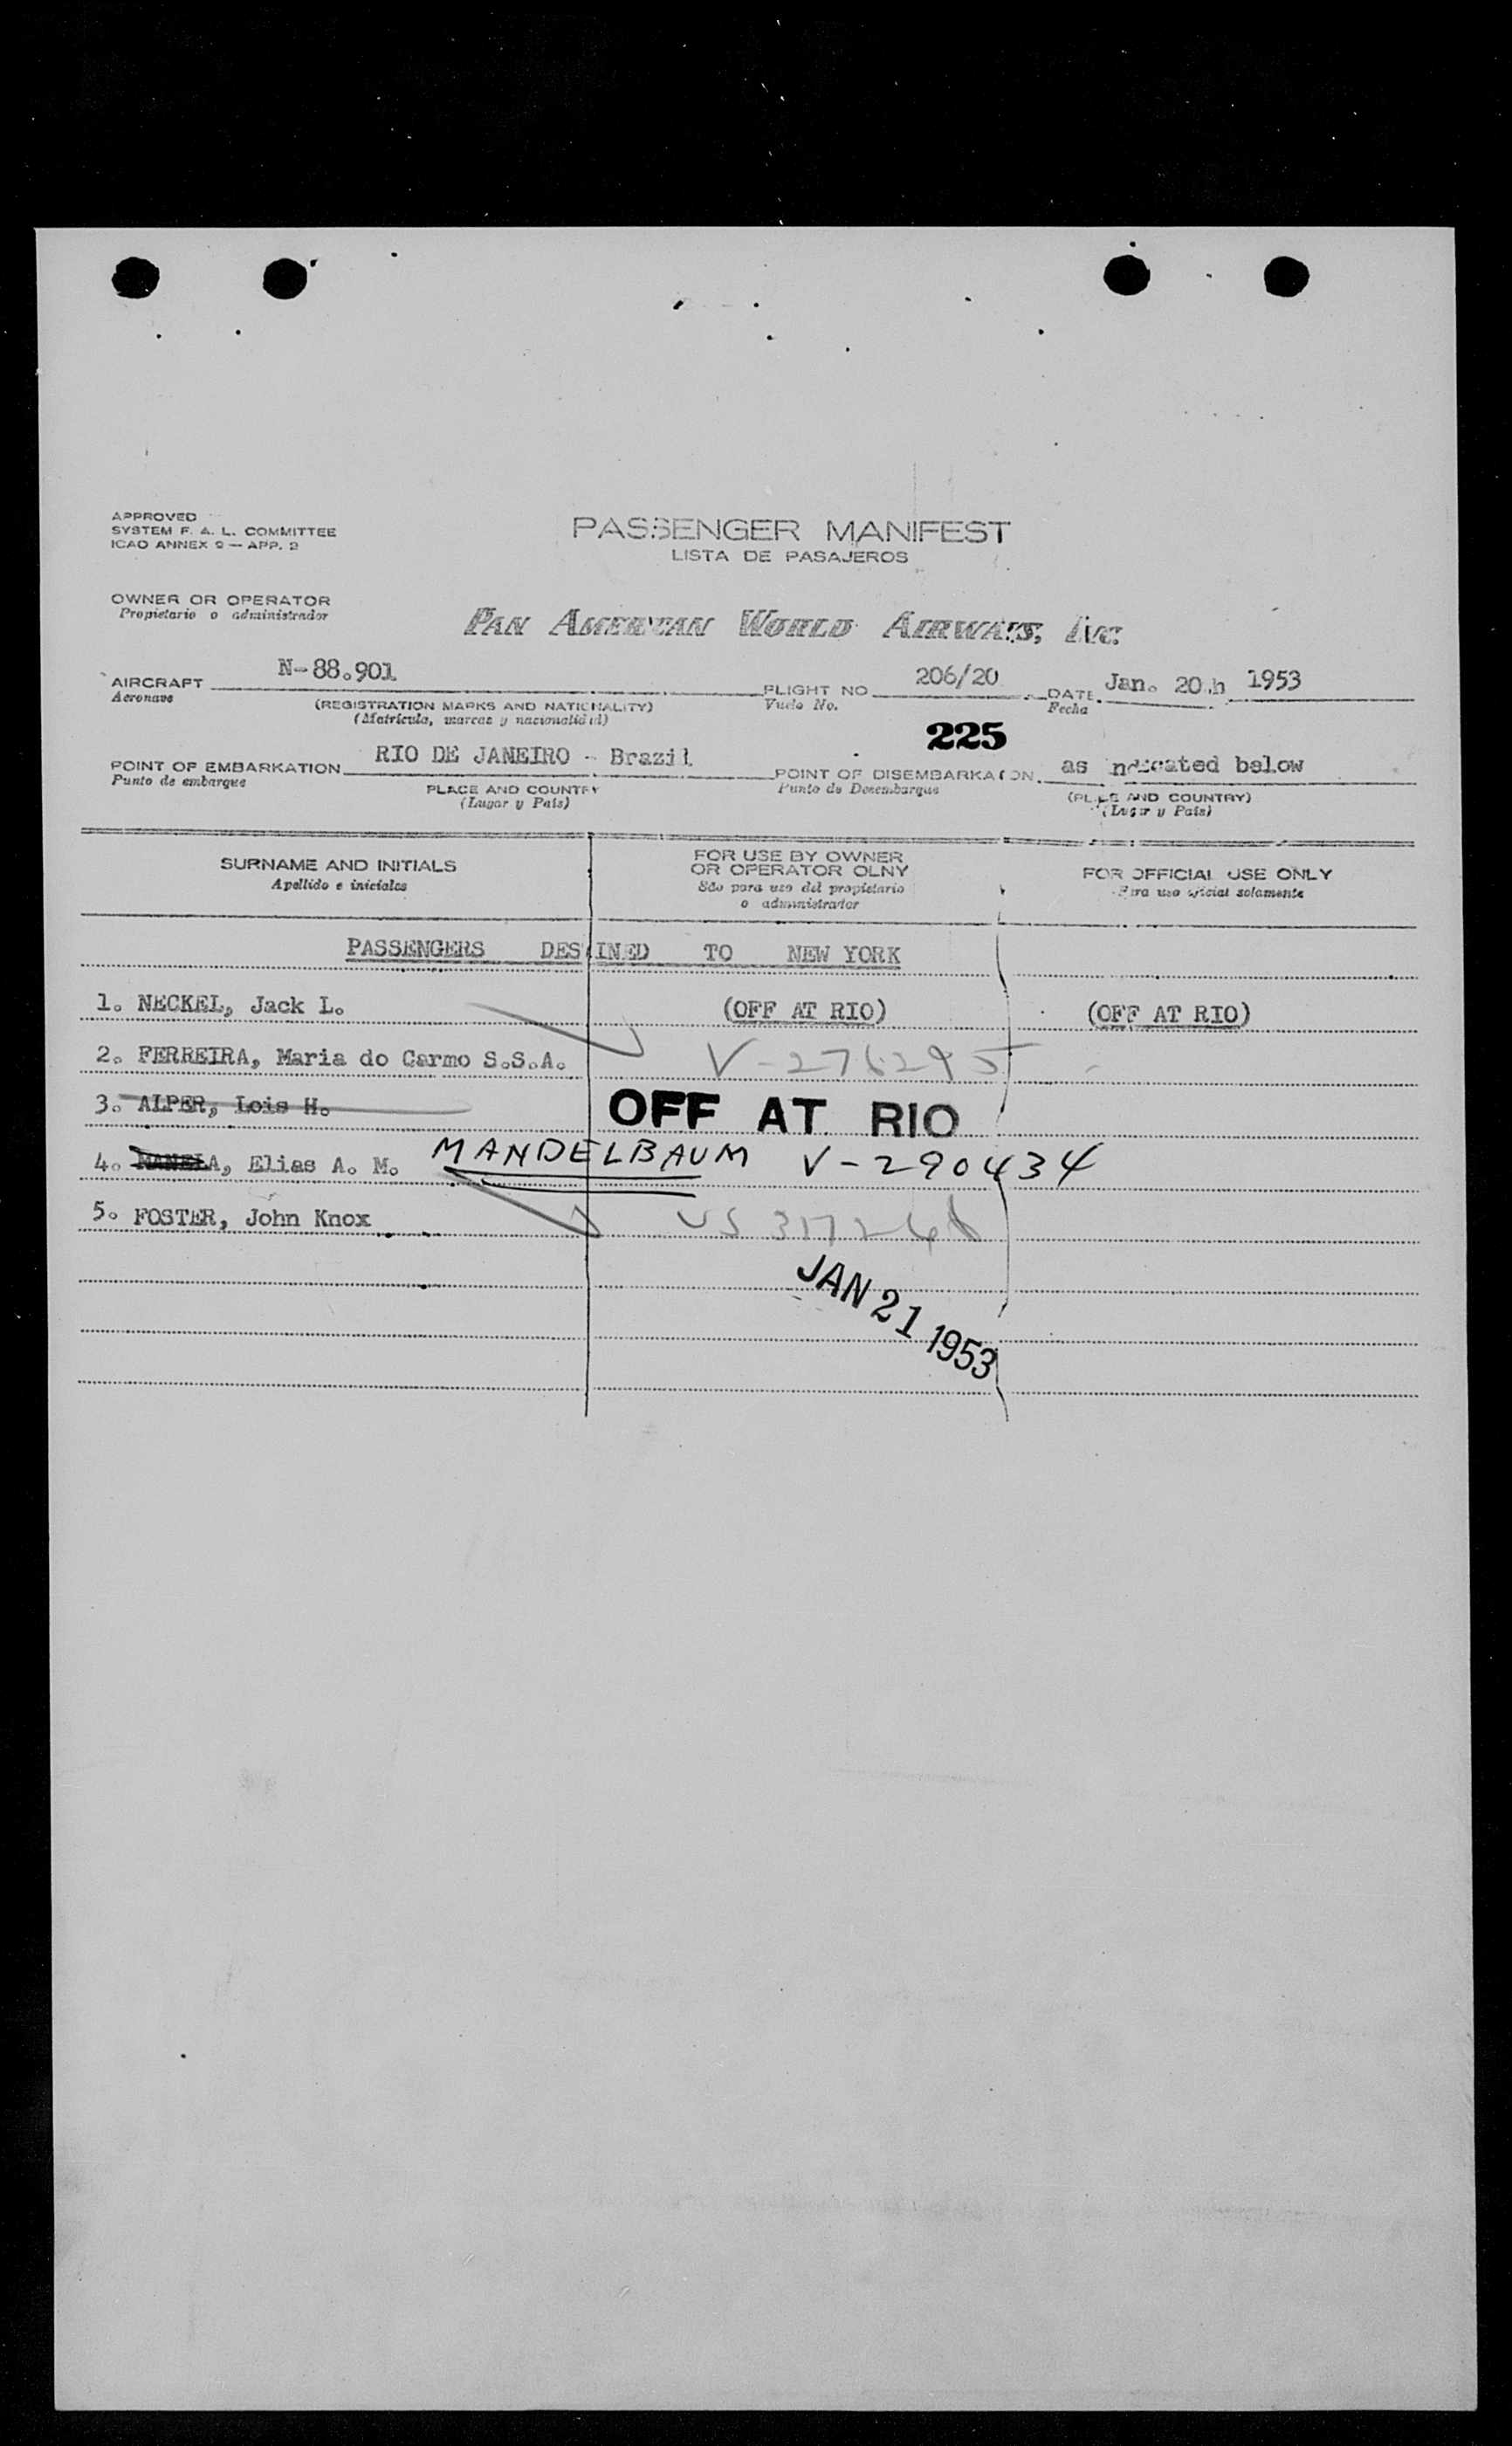 APPROVED
SYSTEM F. A. L. COMMITTEE
ICAO ANNEX 9 — APP. 2
PASSENGER MANIFEST
LISTA DE PASAJEROS
OWNER OR OPERATOR
Propietario o administrador
PAN AMERICAN WORLD AIRWAYS, INC.
AIRCRAFT N-88.901 FLIGHT NO. 206/20 DATE Jan. 20.h 1953
Aeronave (REGISTRATION MARKS AND NATIONALITY) Vuelo No. Fecha
(Matrícula, marcas y nacionalidad)
225
POINT OF EMBARKATION RIO DE JANEIRO - Brazil POINT OF DISEMBARKATION. as indicated below
Punto de embarque PLACE AND COUNTRY Punto de Desembarque (PLACE AND COUNTRY)
(Lugar y País) (Lugar y País)
SURNAME AND INITIALS FOR USE BY OWNER OR OPERATOR OLNY FOR OFFICIAL USE ONLY
Apellido e iniciales Sólo para uso del propietario o administrador Para uso oficial solamente
PASSENGERS DESTINED TO NEW YORK
1. NECKEL, Jack L. (OFF AT RIO) (OFF AT RIO)
2. FERREIRA, Maria do Carmo S.S.A. V-276295
3. ALPER, Lois H. OFF AT RIO
4. A, Elias A. M. MANDELBAUM V-290434
5. FOSTER, John Knox US
JAN 21 1953